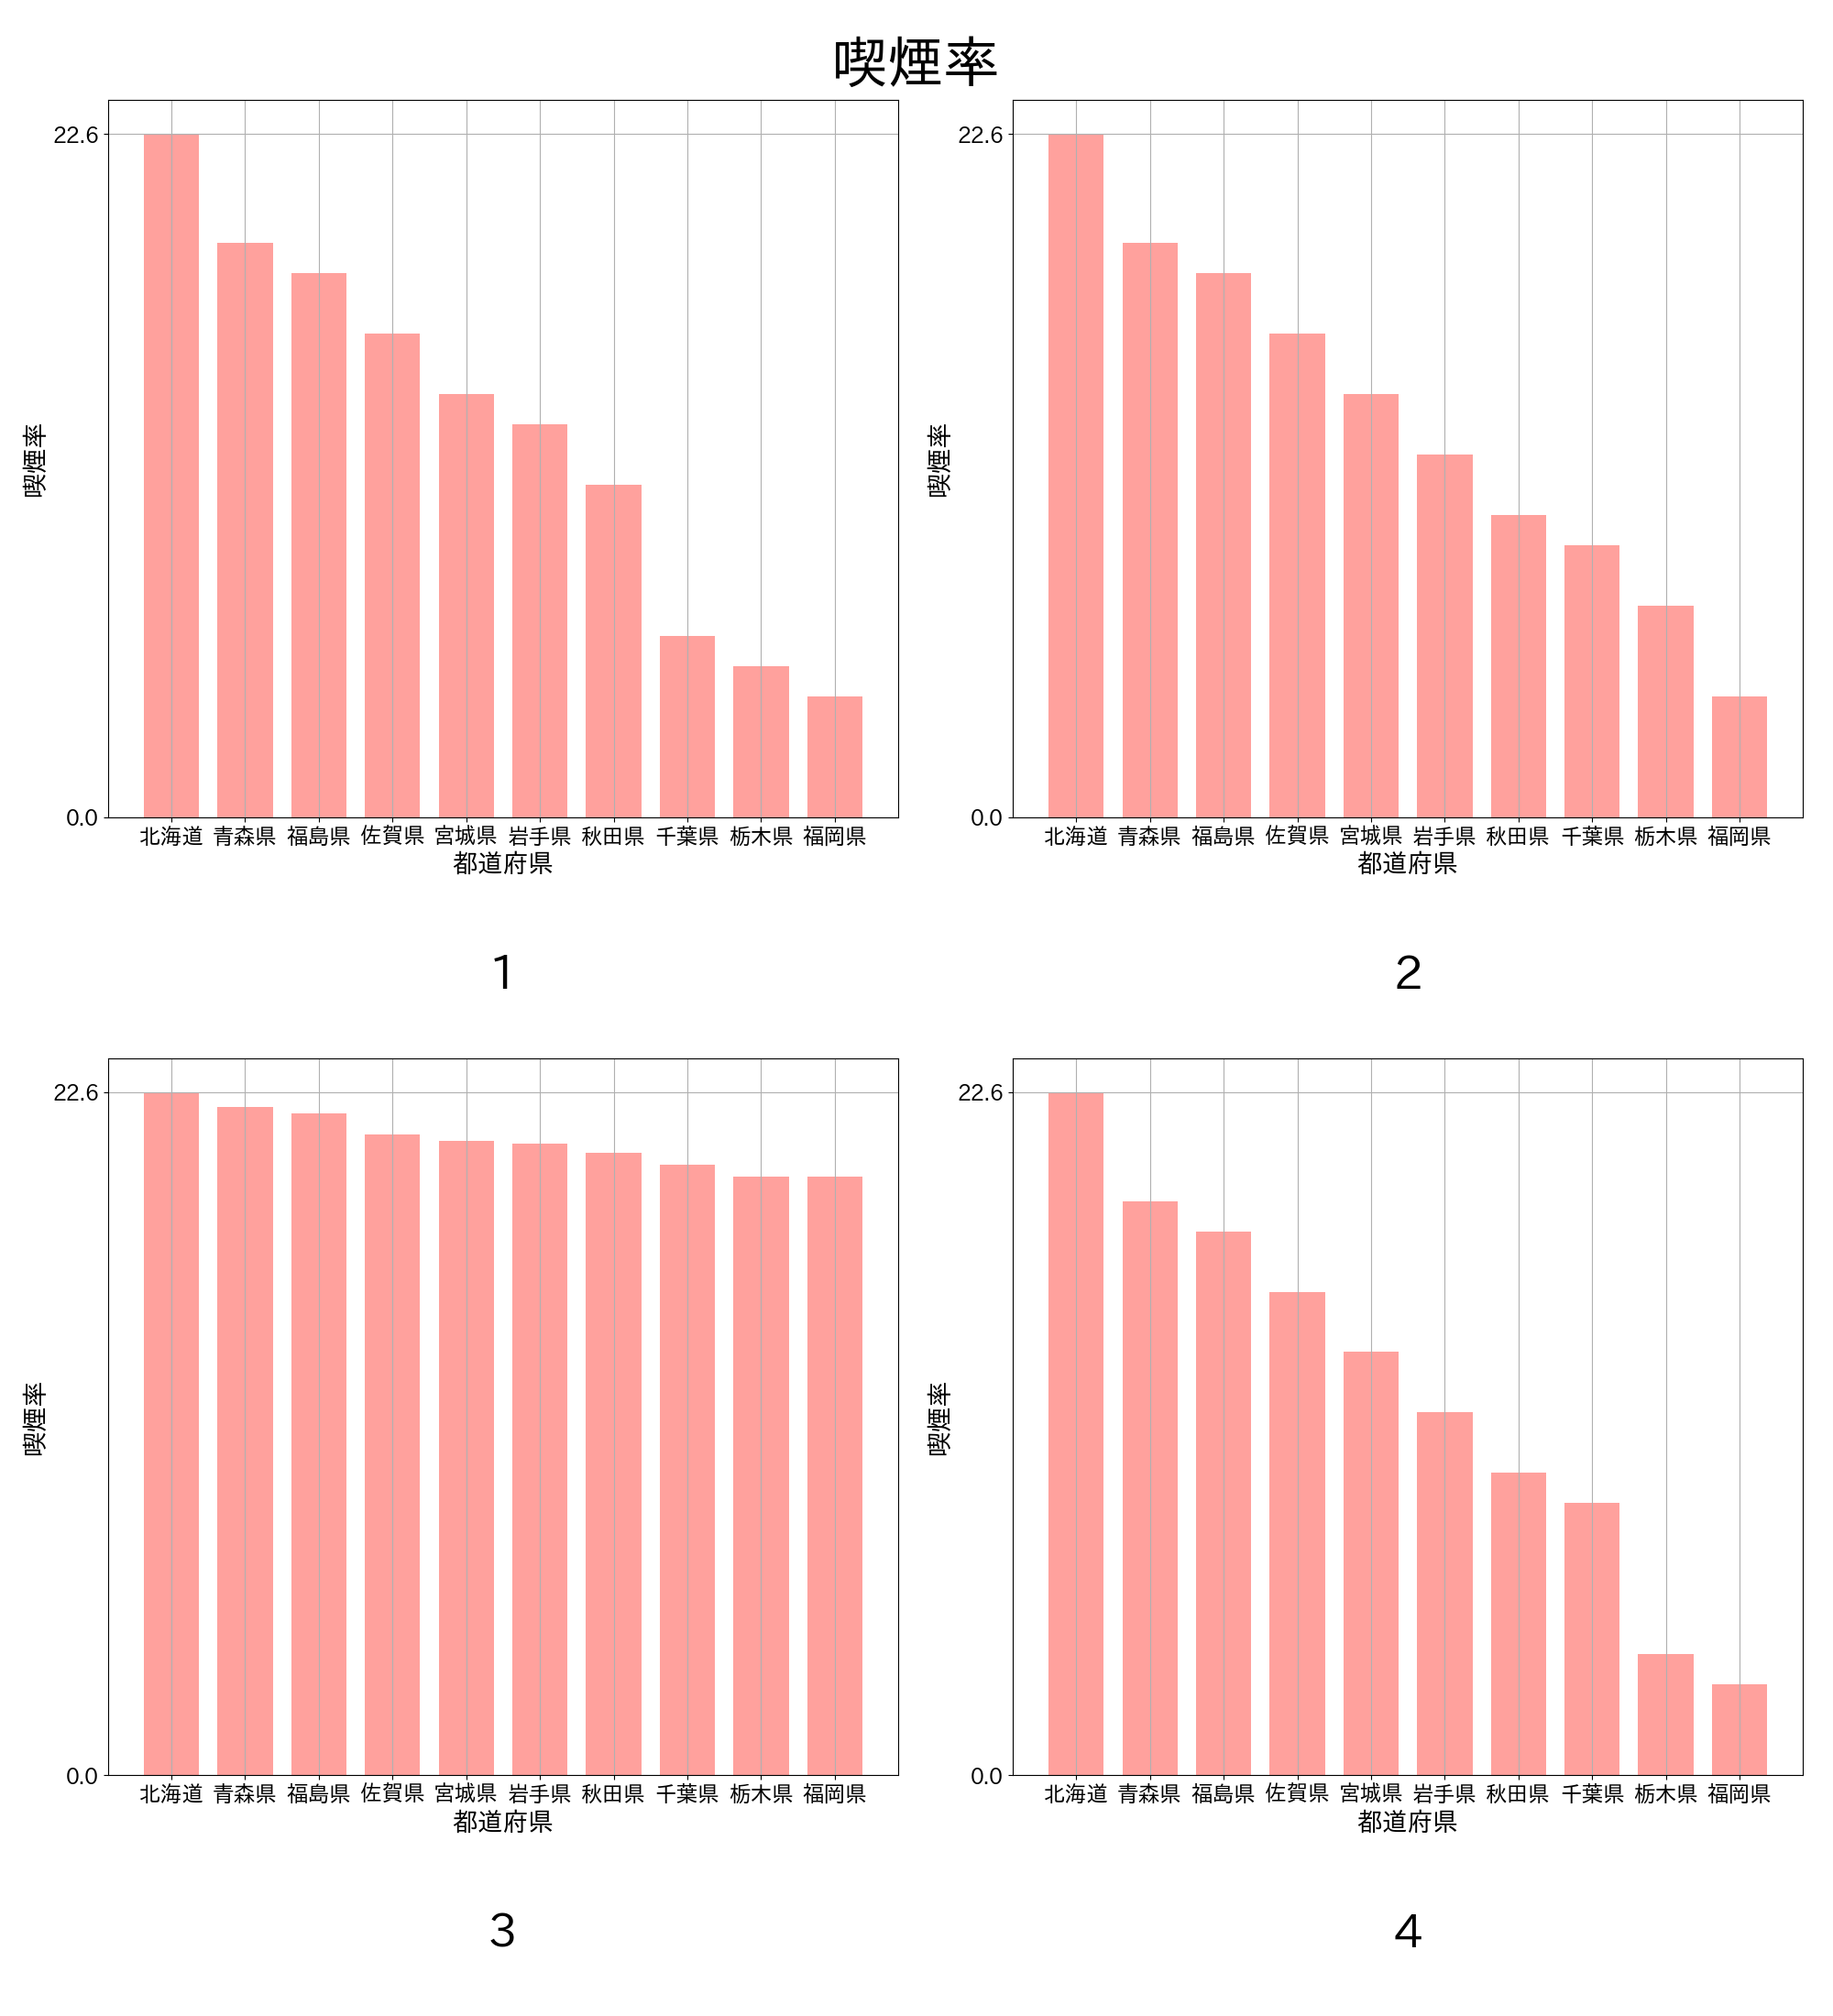 喫煙率
22.6
喫煙率
0.0
北海道 青森県 福島県 佐賀県 宮城県 岩手県 秋田県 千葉県 栃木県 福岡県
都道府県
1
22.6
喫煙率
0.0
北海道 青森県 福島県 佐賀県 宮城県 岩手県 秋田県 千葉県 栃木県 福岡県
都道府県
2
22.6
喫煙率
0.0
北海道 青森県 福島県 佐賀県 宮城県 岩手県 秋田県 千葉県 栃木県 福岡県
都道府県
3
22.6
喫煙率
0.0
北海道 青森県 福島県 佐賀県 宮城県 岩手県 秋田県 千葉県 栃木県 福岡県
都道府県
4